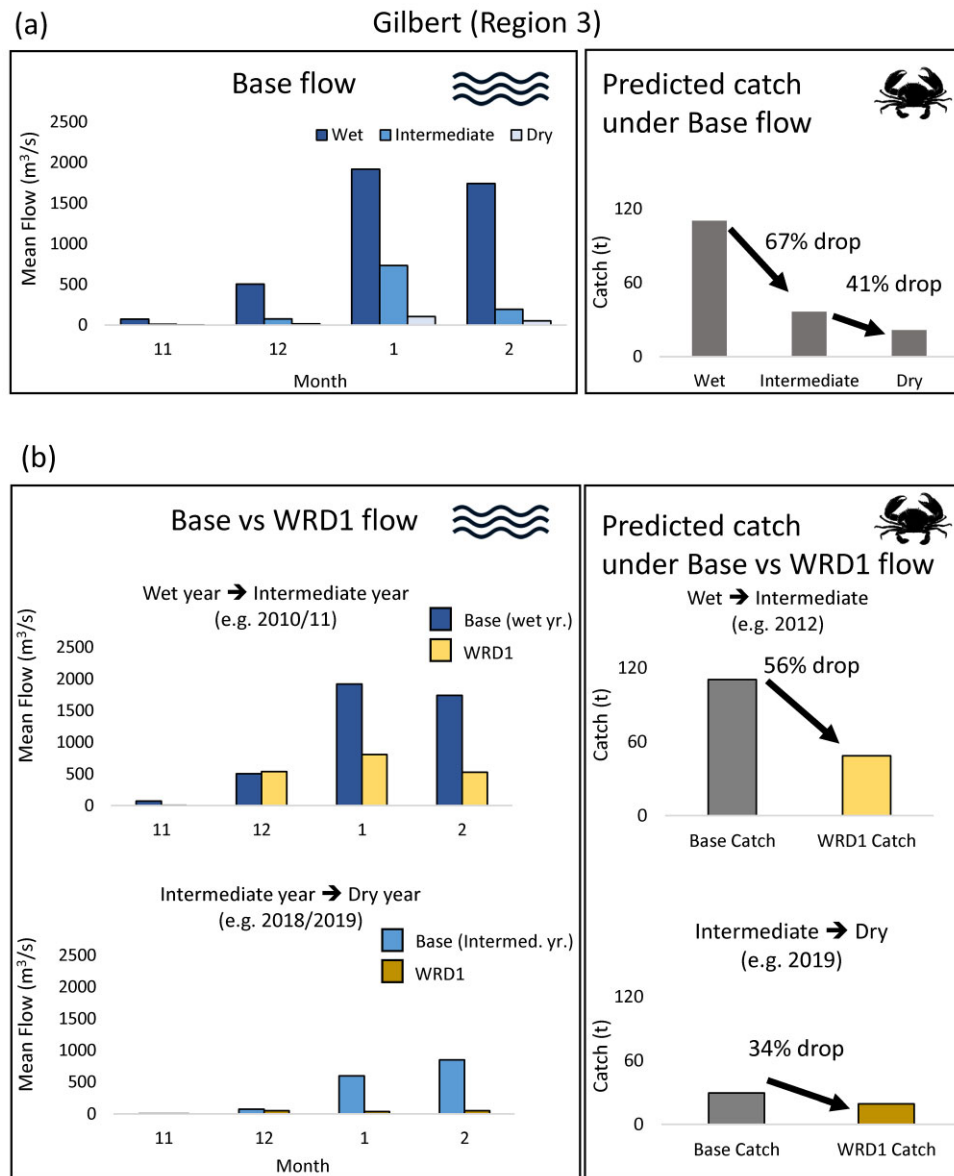 (a)
Gilbert (Region 3)
Base flow
Wet Intermediate Dry
Mean Flow (m³/s)
2500
2000
1500
1000
500
0
11 12 1 2
Month
Predicted catch
under Base flow
Catch (t)
120
60
0
67% drop
41% drop
Wet Intermediate Dry
(b)
Base vs WRD1 flow
Wet year ➔ Intermediate year
(e.g. 2010/11)
Base (wet yr.)
WRD1
Mean Flow (m³/s)
2500
2000
1500
1000
500
0
11 12 1 2
Intermediate year ➔ Dry year
(e.g. 2018/2019)
Base (Intermed. yr.)
WRD1
Mean Flow (m³/s)
2500
2000
1500
1000
500
0
11 12 1 2
Month
Predicted catch
under Base vs WRD1 flow
Wet ➔ Intermediate
(e.g. 2012)
Catch (t)
120
60
0
56% drop
Base Catch WRD1 Catch
Intermediate ➔ Dry
(e.g. 2019)
Catch (t)
120
60
0
34% drop
Base Catch WRD1 Catch